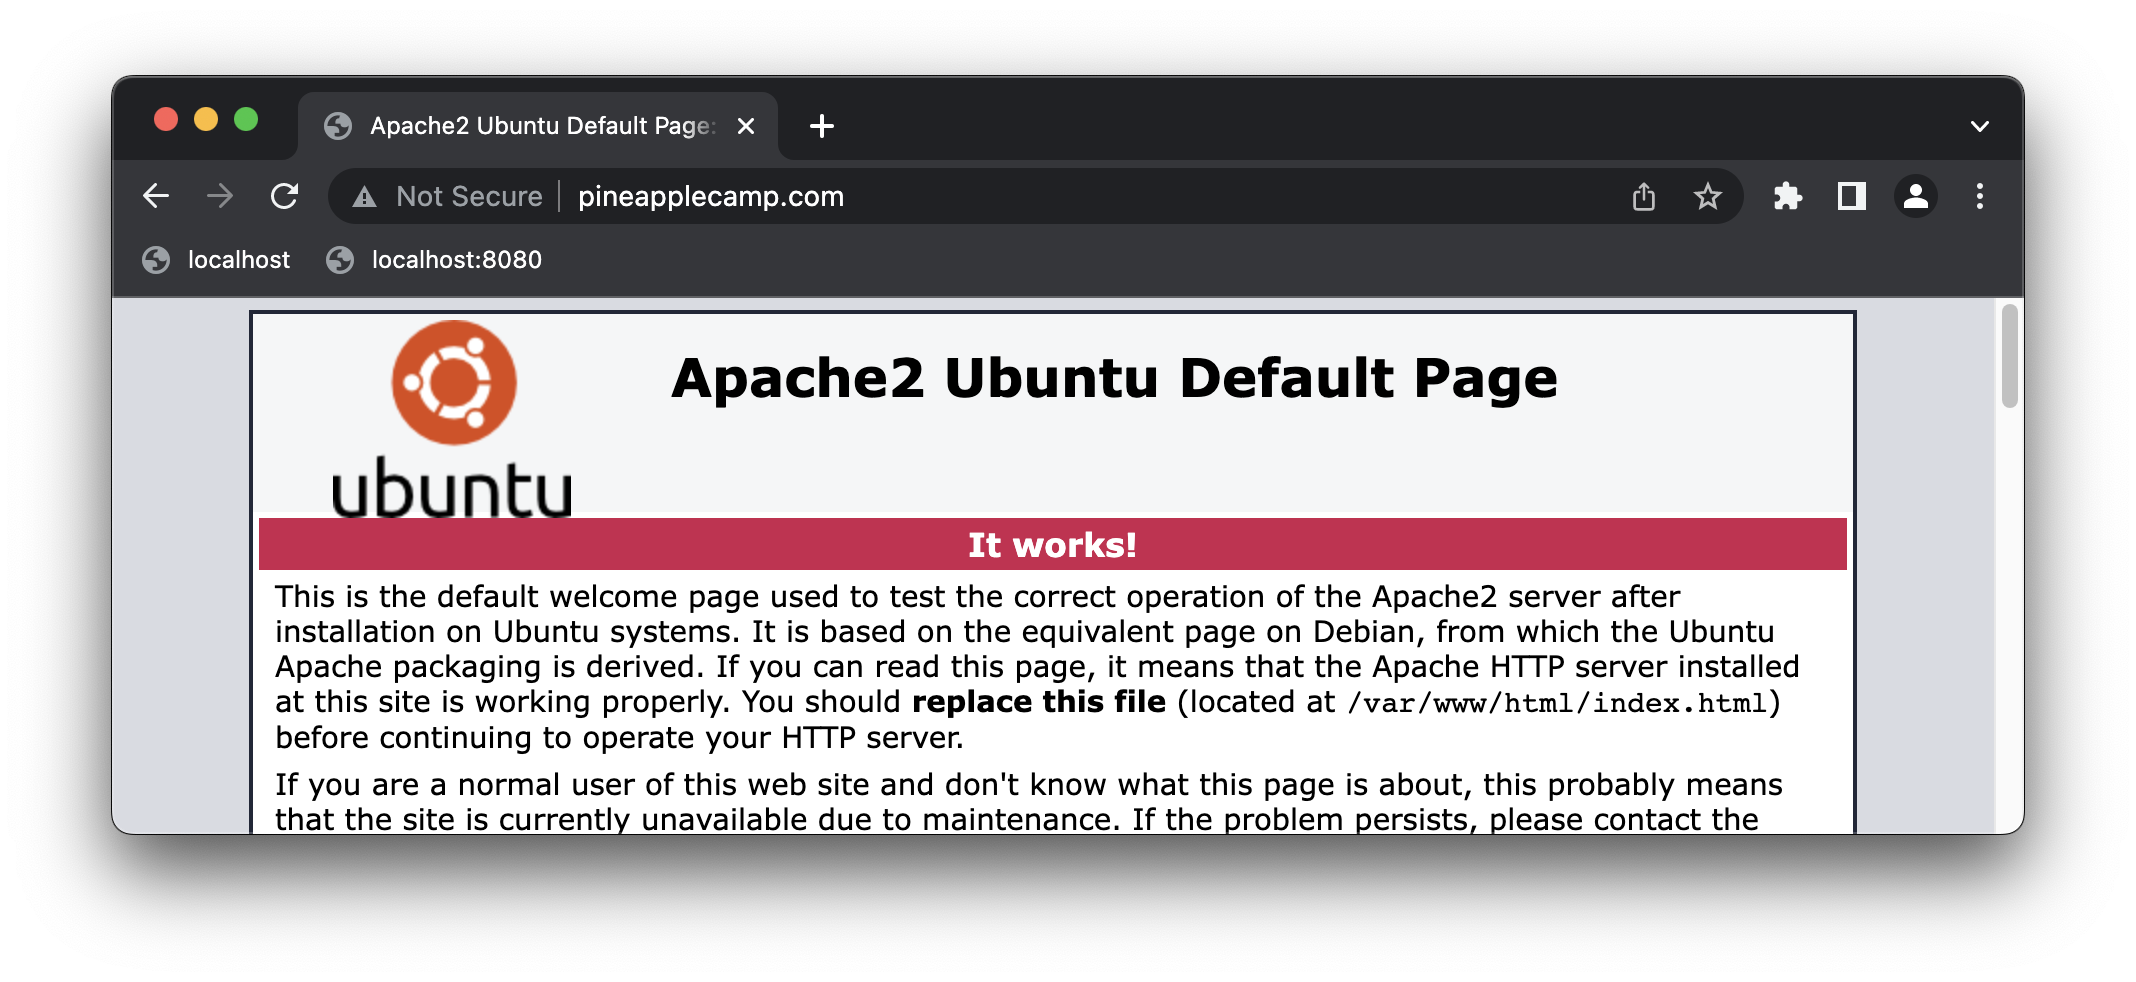 Apache2 Ubuntu Default Page:
Not Secure pineapplecamp.com
localhost localhost:8080
Apache2 Ubuntu Default Page
ubuntu
It works!
This is the default welcome page used to test the correct operation of the Apache2 server after
installation on Ubuntu systems. It is based on the equivalent page on Debian, from which the Ubuntu
Apache packaging is derived. If you can read this page, it means that the Apache HTTP server installed
at this site is working properly. You should replace this file (located at /var/www/html/index.html)
before continuing to operate your HTTP server.
If you are a normal user of this web site and don't know what this page is about, this probably means
that the site is currently unavailable due to maintenance. If the problem persists, please contact the